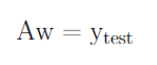 Aw = y_test